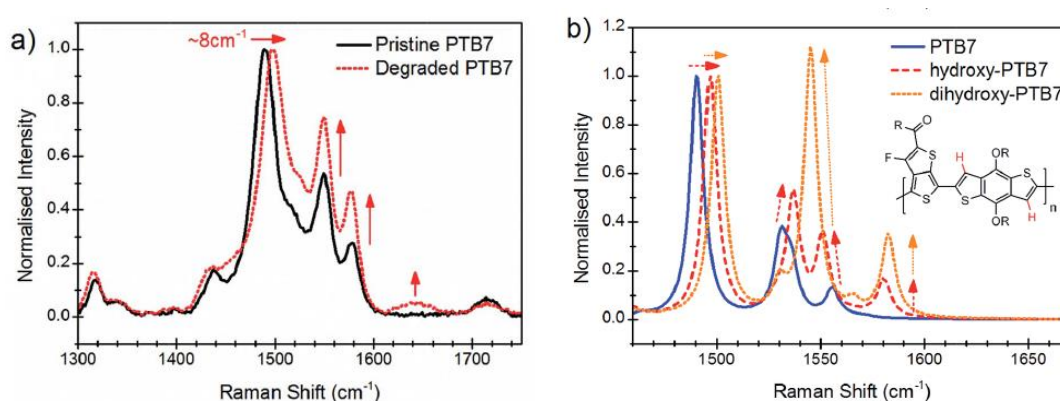 a)
~8cm-1
Pristine PTB7
Degraded PTB7
Normalised Intensity
1.0
0.8
0.6
0.4
0.2
0.0
1300 1400 1500 1600 1700
Raman Shift (cm-1)
b)
PTB7
hydroxy-PTB7
dihydroxy-PTB7
Normalised Intensity
1.2
1.0
0.8
0.6
0.4
0.2
0.0
1500 1550 1600 1650
Raman Shift (cm-1)
R
O
F
S
H
OR
S
S
S
H
OR
n